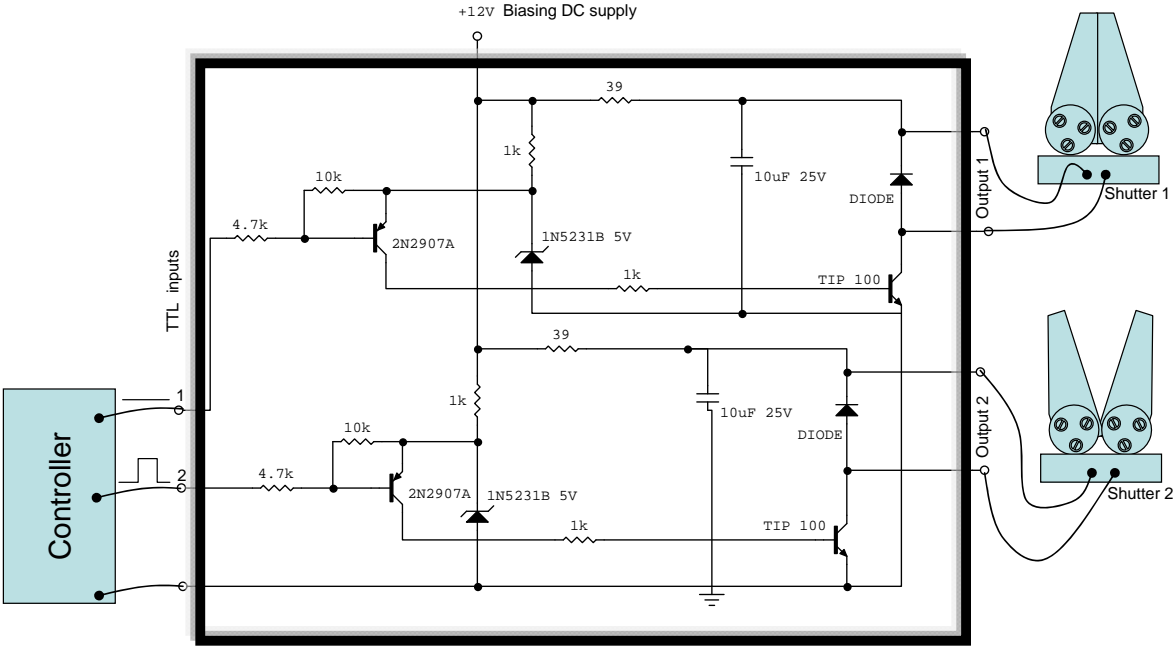 +12V Biasing DC supply
39
1k
10k
10uF 25V
DIODE
Output 1
Shutter 1
4.7k
2N2907A
1N5231B 5V
1k
TIP 100
TTL inputs
39
1
1k
10uF 25V
DIODE
Output 2
10k
Controller
2
4.7k
2N2907A
1N5231B 5V
1k
TIP 100
Shutter 2